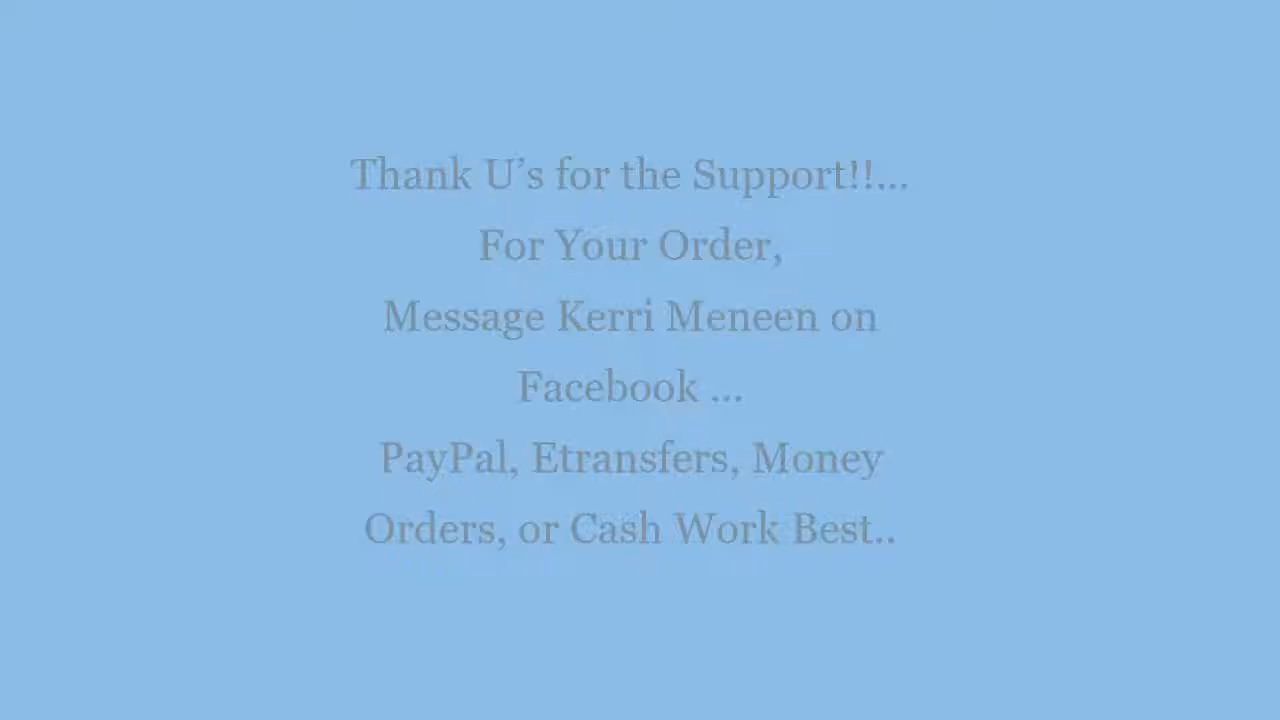 Thank U’s for the Support!!...
For Your Order,
Message Kerri Meneen on
Facebook ...
PayPal, Etransfers, Money
Orders, or Cash Work Best..